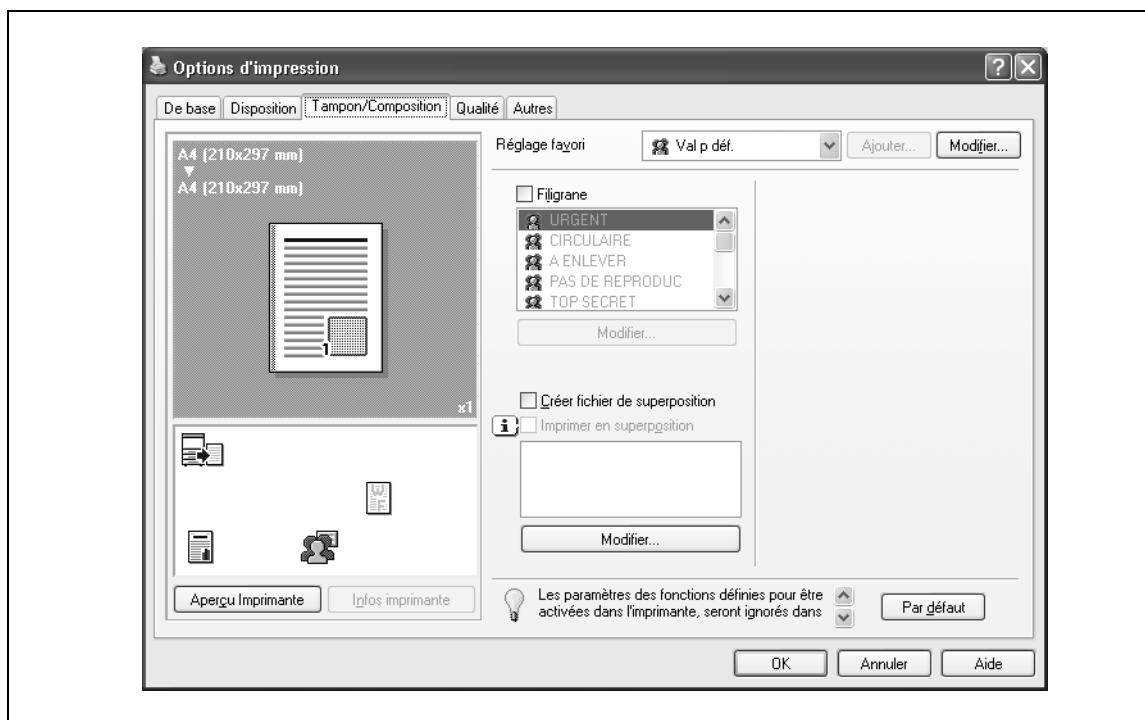 Options d'impression
De base Disposition Tampon/Composition Qualité Autres
A4 (210x297 mm)
A4 (210x297 mm)
1
x1
Aperçu Imprimante Infos imprimante
Réglage favori Val p déf. Ajouter... Modifier...
Filigrane
URGENT
CIRCULAIRE
A ENLEVER
PAS DE REPRODUC
TOP SECRET
Modifier...
Créer fichier de superposition
Imprimer en superposition
Modifier...
Les paramètres des fonctions définies pour être
activées dans l'imprimante, seront ignorés dans
Par défaut
OK Annuler Aide